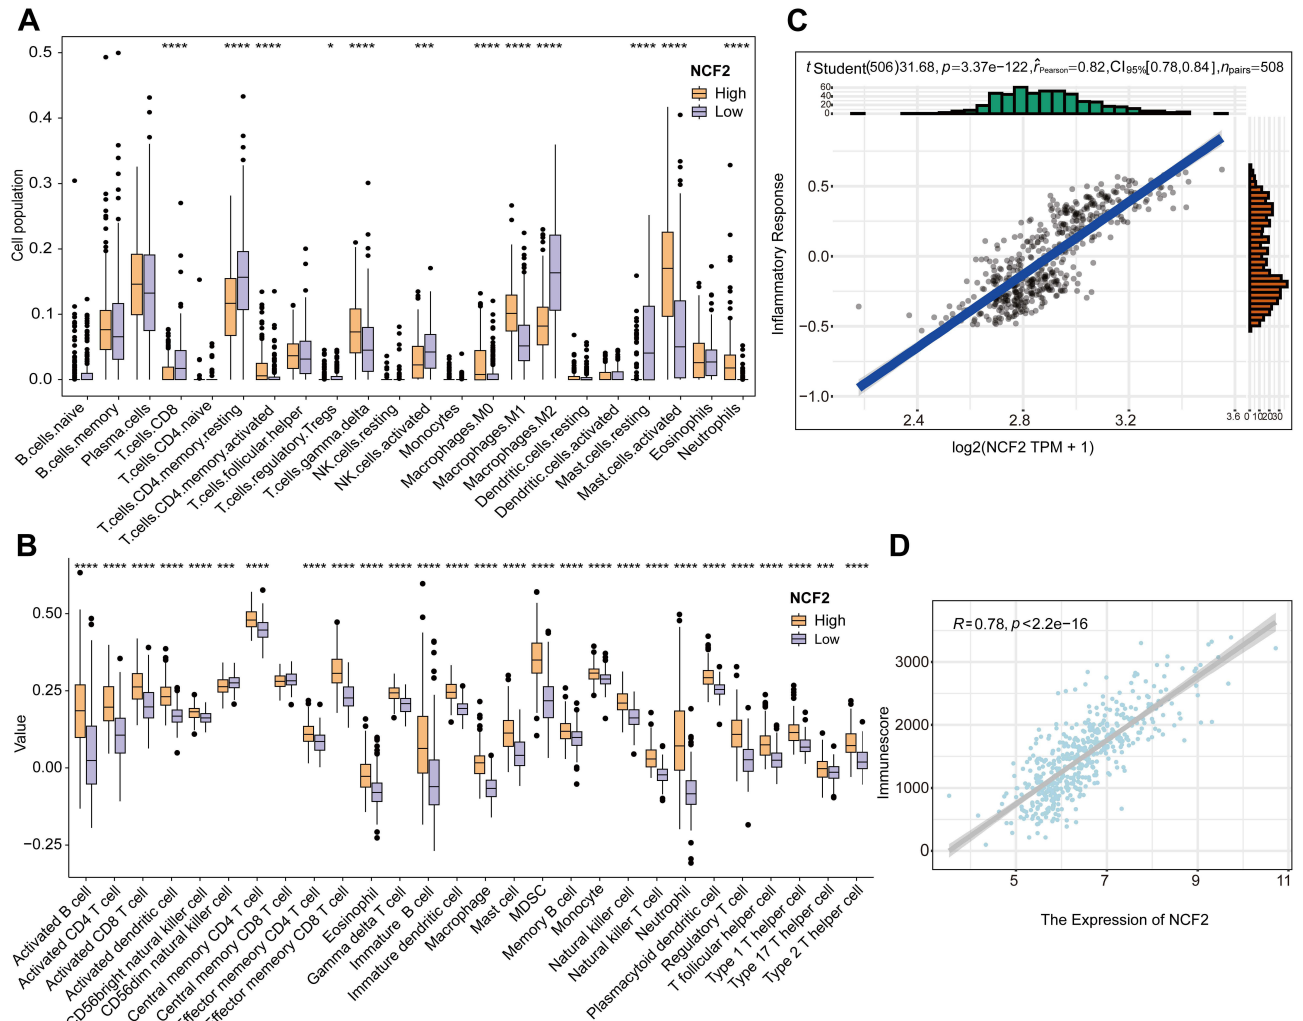 A
**** **** **** * **** *** **** **** **** **** **** ****
0.5
0.4
0.3
0.2
0.1
0.0
Cell population
NCF2
High
Low
B.cells.naive
B.cells.memory
Plasma.cells
T.cells.CD8
T.cells.CD4.naive
T.cells.CD4.memory.resting
T.cells.CD4.memory.activated
T.cells.follicular.helper
T.cells.regulatory.Tregs
T.cells.gamma.delta
NK.cells.resting
NK.cells.activated
Monocytes
Macrophages.M0
Macrophages.M1
Macrophages.M2
Dendritic.cells.resting
Dendritic.cells.activated
Mast.cells.resting
Mast.cells.activated
Eosinophils
Neutrophils
C
t Student(506)31.68, p=3.37e−122, r̂Pearson=0.82,CI95%[0.78,0.84],npairs=508
60
40
20
0
0.5
0.0
−0.5
−1.0
Inflammatory Response
2.4 2.8 3.2 3.6 0 10 20 30
log2(NCF2 TPM + 1)
B
**** **** **** **** **** *** **** **** **** **** **** **** **** **** **** **** **** **** **** **** **** **** **** **** **** *** ****
0.50
0.25
0.00
−0.25
Value
NCF2
High
Low
Activated B cell
Activated CD4 T cell
Activated CD8 T cell
Activated dendritic cell
CD56bright natural killer cell
CD56dim natural killer cell
Central memory CD4 T cell
Central memory CD8 T cell
Effector memory CD4 T cell
Effector memory CD8 T cell
Eosinophil
Gamma delta T cell
Immature B cell
Immature dendritic cell
Macrophage
Mast cell
MDSC
Memory B cell
Monocyte
Natural killer cell
Natural killer T cell
Neutrophil
Plasmacytoid dendritic cell
Regulatory T cell
T follicular helper cell
Type 1 T helper cell
Type 17 T helper cell
Type 2 T helper cell
D
R=0.78, p<2.2e−16
3000
2000
1000
0
Immunescore
5 7 9 11
The Expression of NCF2